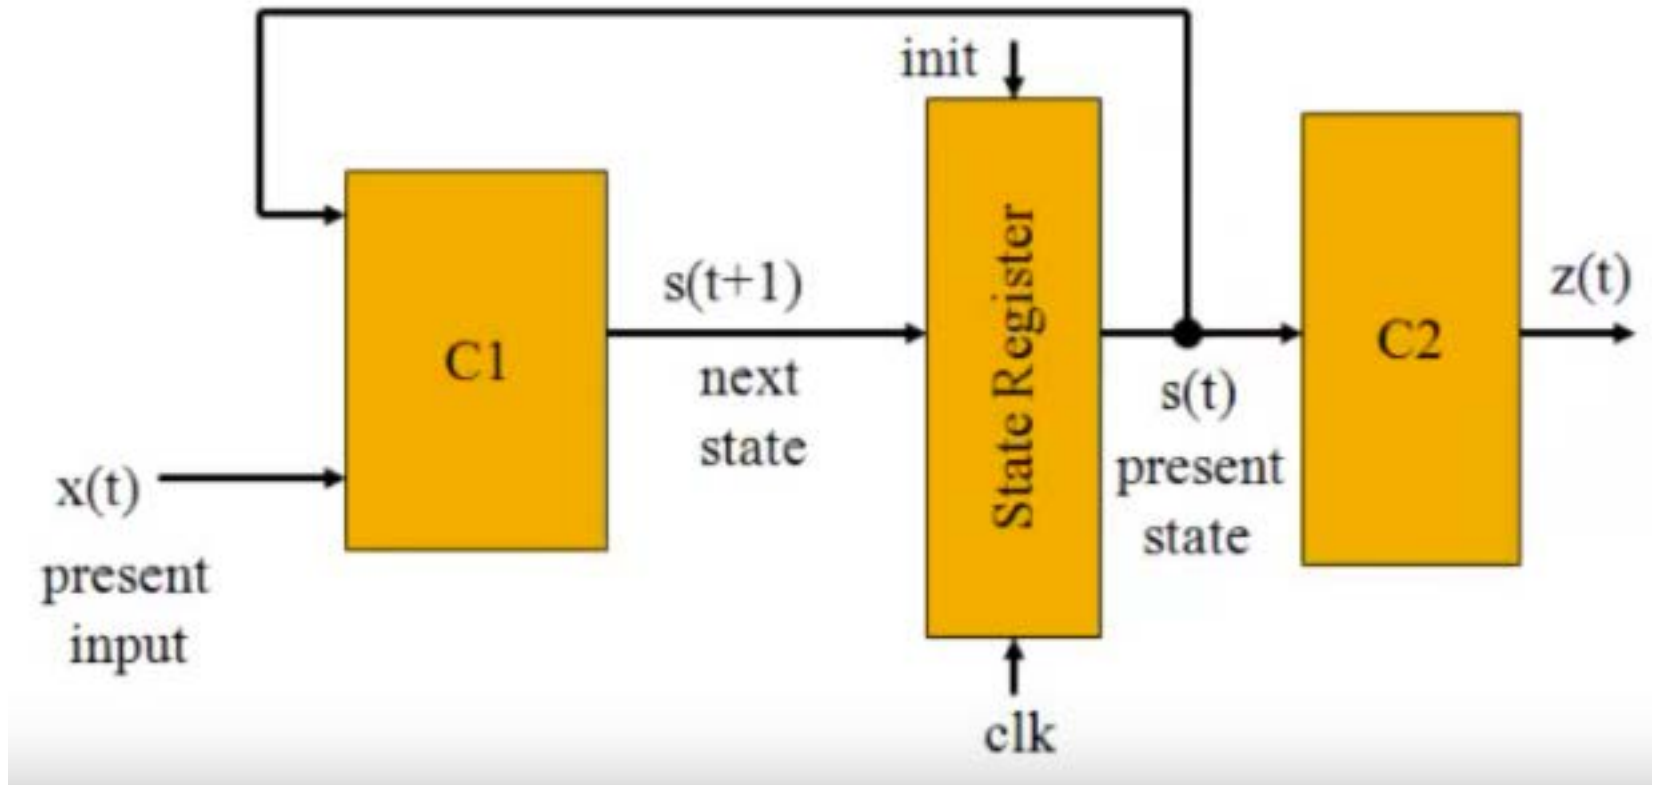 init
s(t+1)
z(t)
C1
State Register
C2
next
state
s(t)
present
state
x(t)
present
input
clk